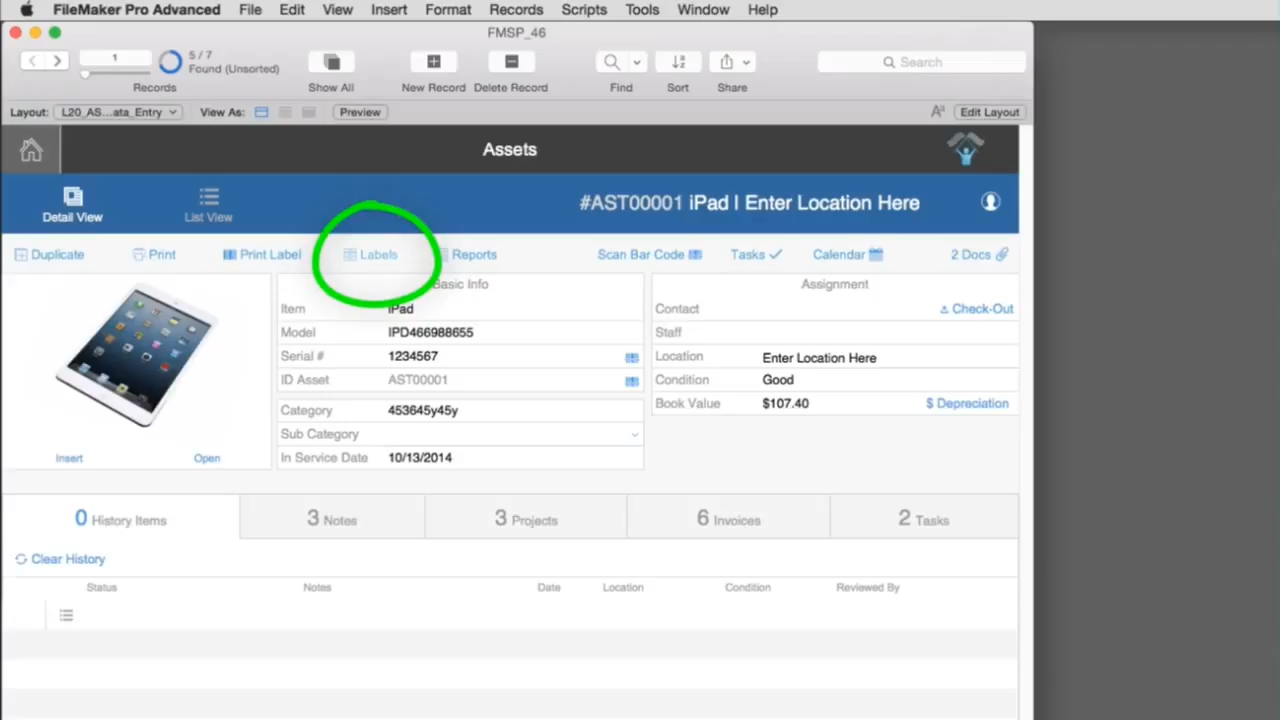 FileMaker Pro Advanced File Edit View Insert Format Records Scripts Tools Window Help
FMSP_46
1
5 / 7
Found (Unsorted)
Search
Records Show All New Record Delete Record Find Sort Share
Layout: L20_AS...ata_Entry View As: Preview Edit Layout
Assets
Detail View List View #AST00001 iPad | Enter Location Here
Duplicate Print Print Label Labels Reports Scan Bar Code Tasks Calendar 2 Docs
Basic Info
Item iPad
Model IPD466988655
Serial # 1234567
ID Asset AST00001
Category 453645y45y
Sub Category
In Service Date 10/13/2014
Assignment
Contact Check-Out
Staff
Location Enter Location Here
Condition Good
Book Value $107.40 $ Depreciation
Insert Open
0 History Items 3 Notes 3 Projects 6 Invoices 2 Tasks
Clear History
Status Notes Date Location Condition Reviewed By